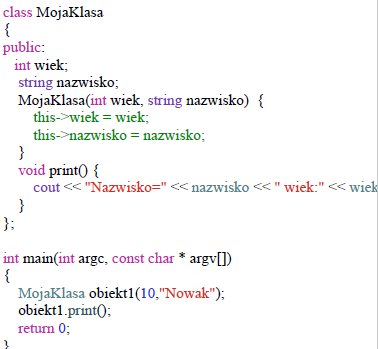 class MojaKlasa
{
public:
int wiek;
string nazwisko;
MojaKlasa(int wiek, string nazwisko) {
this->wiek = wiek;
this->nazwisko = nazwisko;
}
void print() {
cout << "Nazwisko=" << nazwisko << " wiek:" << wiek
}
};
int main(int argc, const char * argv[])
{
MojaKlasa obiekt1(10,"Nowak");
obiekt1.print();
return 0;
}